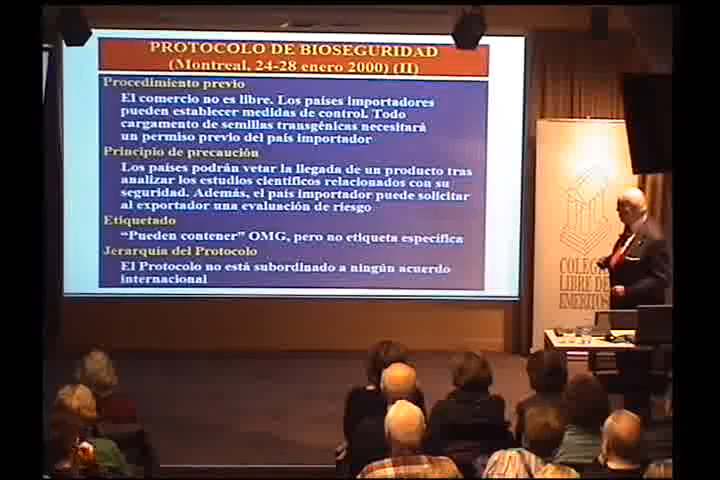 PROTOCOLO DE BIOSEGURIDAD
(Montreal, 24-28 enero 2000) (II)
Procedimiento previo
El comercio no es libre. Los países importadores
pueden establecer medidas de control. Todo
cargamento de semillas transgénicas necesitará
un permiso previo del país importador
Principio de precaución
Los países podrán vetar la llegada de un producto tras
analizar los estudios científicos relacionados con su
seguridad. Además, el país importador puede solicitar
al exportador una evaluación de riesgo
Etiquetado
“Pueden contener” OMG, pero no etiqueta específica
Jerarquía del Protocolo
El Protocolo no está subordinado a ningún acuerdo
internacional
COLEGIO
LIBRE DE
EMÉRITOS